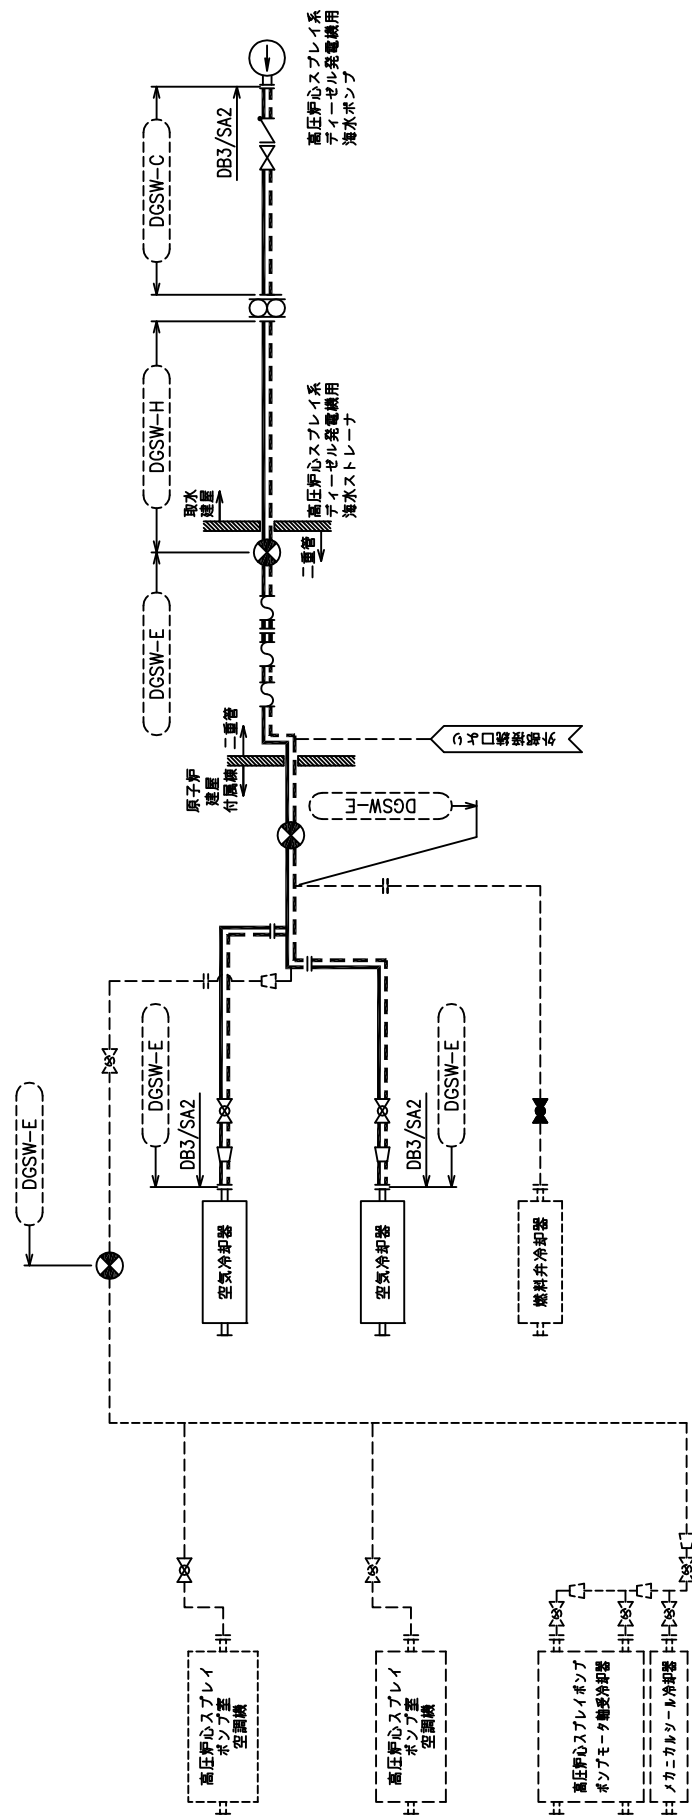 高圧炉心スプレイ系
ディーゼル発電機用
海水ポンプ
DB3/SA2
DGSW-C
DGSW-H
高圧炉心スプレイ系
ディーゼル発電機用
海水ストレーナ
取水
建屋
二重管
DGSW-E
二重管
原子炉
建屋
付属棟
外部接続口より
DGSW-E
DGSW-E
DGSW-E
DB3/SA2
DB3/SA2
DGSW-E
空気冷却器
空気冷却器
燃料弁冷却器
高圧炉心スプレイ
ポンプ室
空調機
高圧炉心スプレイ
ポンプ室
空調機
高圧炉心スプレイポンプ
ポンプモータ軸受冷却器
メカニカルシール冷却器